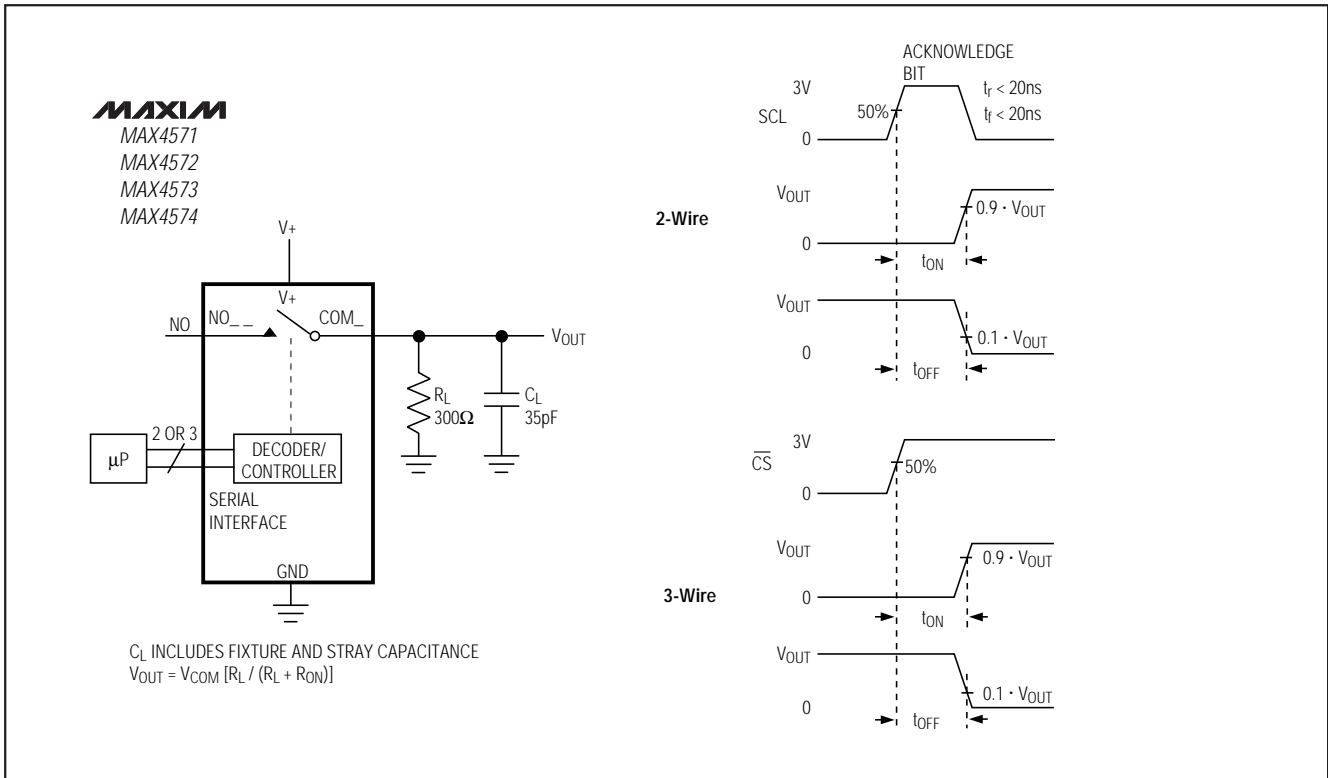 MAXIM
MAX4571
MAX4572
MAX4573
MAX4574
V+
V+
NO
NO_ _
COM_
VOUT
RL
300Ω
CL
35pF
2 OR 3
µP
DECODER/
CONTROLLER
SERIAL
INTERFACE
GND
CL INCLUDES FIXTURE AND STRAY CAPACITANCE
VOUT = VCOM [RL / (RL + RON)]
2-Wire
ACKNOWLEDGE
BIT
3V
SCL
50%
0
tr < 20ns
tf < 20ns
VOUT
0.9 · VOUT
0
tON
VOUT
0.1 · VOUT
0
tOFF
3-Wire
3V
CS
50%
0
VOUT
0.9 · VOUT
0
tON
VOUT
0.1 · VOUT
0
tOFF